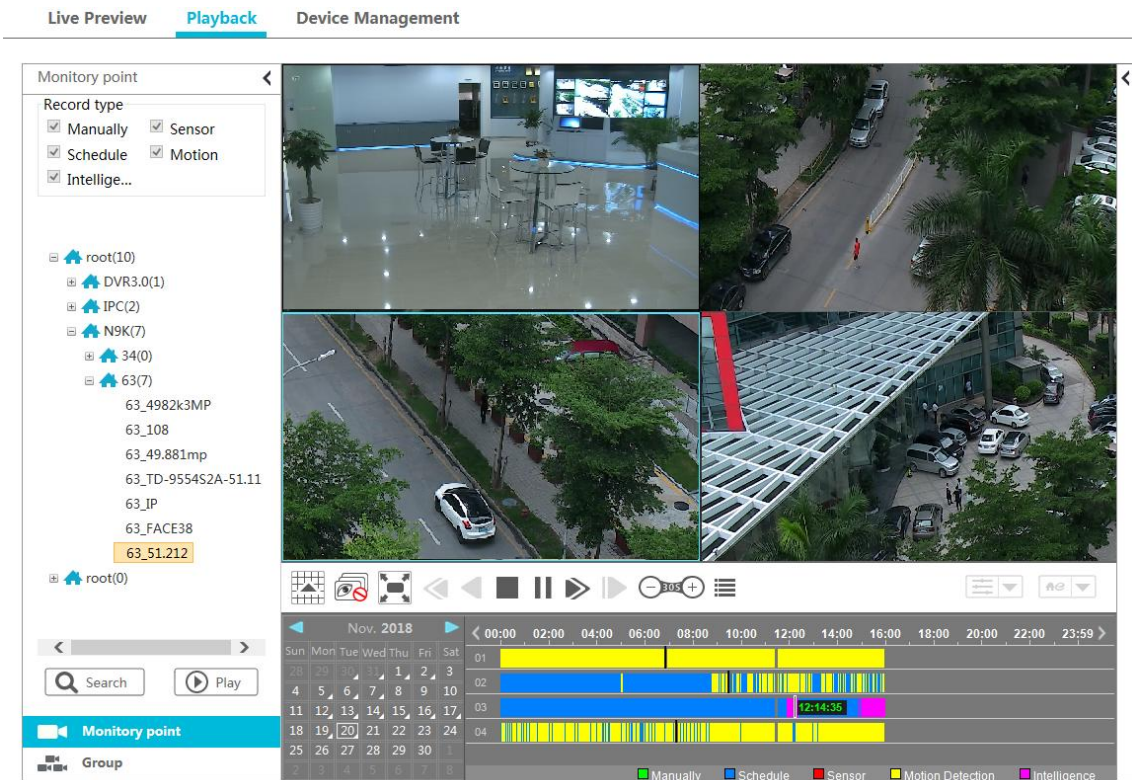 Live Preview Playback Device Management
Monitory point
Record type
Manually Sensor
Schedule Motion
Intellige...
root(10)
DVR3.0(1)
IPC(2)
N9K(7)
34(0)
63(7)
63_4982k3MP
63_108
63_49.881mp
63_TD-9554S2A-51.11
63_IP
63_FACE38
63_51.212
root(0)
Search Play
Monitory point
Group
30S
Nov. 2018
Sun Mon Tue Wed Thu Fri Sat
28 29 30 31 1 2 3
4 5 6 7 8 9 10
11 12 13 14 15 16 17
18 19 20 21 22 23 24
25 26 27 28 29 30 1
2 3 4 5 6 7 8
00:00 02:00 04:00 06:00 08:00 10:00 12:00 14:00 16:00 18:00 20:00 22:00 23:59
01
02
03 12:14:35
04
Manually Schedule Sensor Motion Detection Intelligence